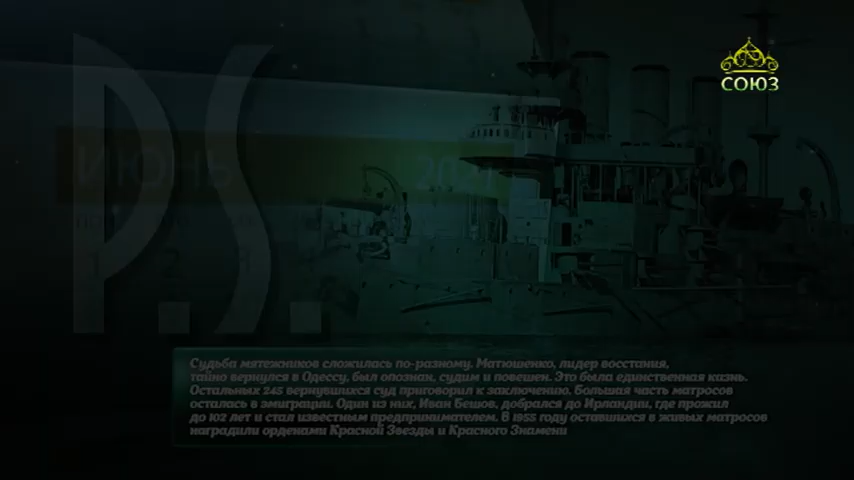 СОЮЗ
P.S.
ИЮНЬ 2021
Судьба мятежников сложилась по-разному. Матюшенко, лидер восстания,
тайно вернулся в Одессу, был опознан, судим и повешен. Это была единственная казнь.
Остальных 245 вернувшихся суд приговорил к заключению. Большая часть матросов
осталась в эмиграции. Один из них, Иван Бешов, добрался до Ирландии, где прожил
до 102 лет и стал известным предпринимателем. В 1955 году оставшихся в живых матросов
наградили орденами Красной Звезды и Красного Знамени